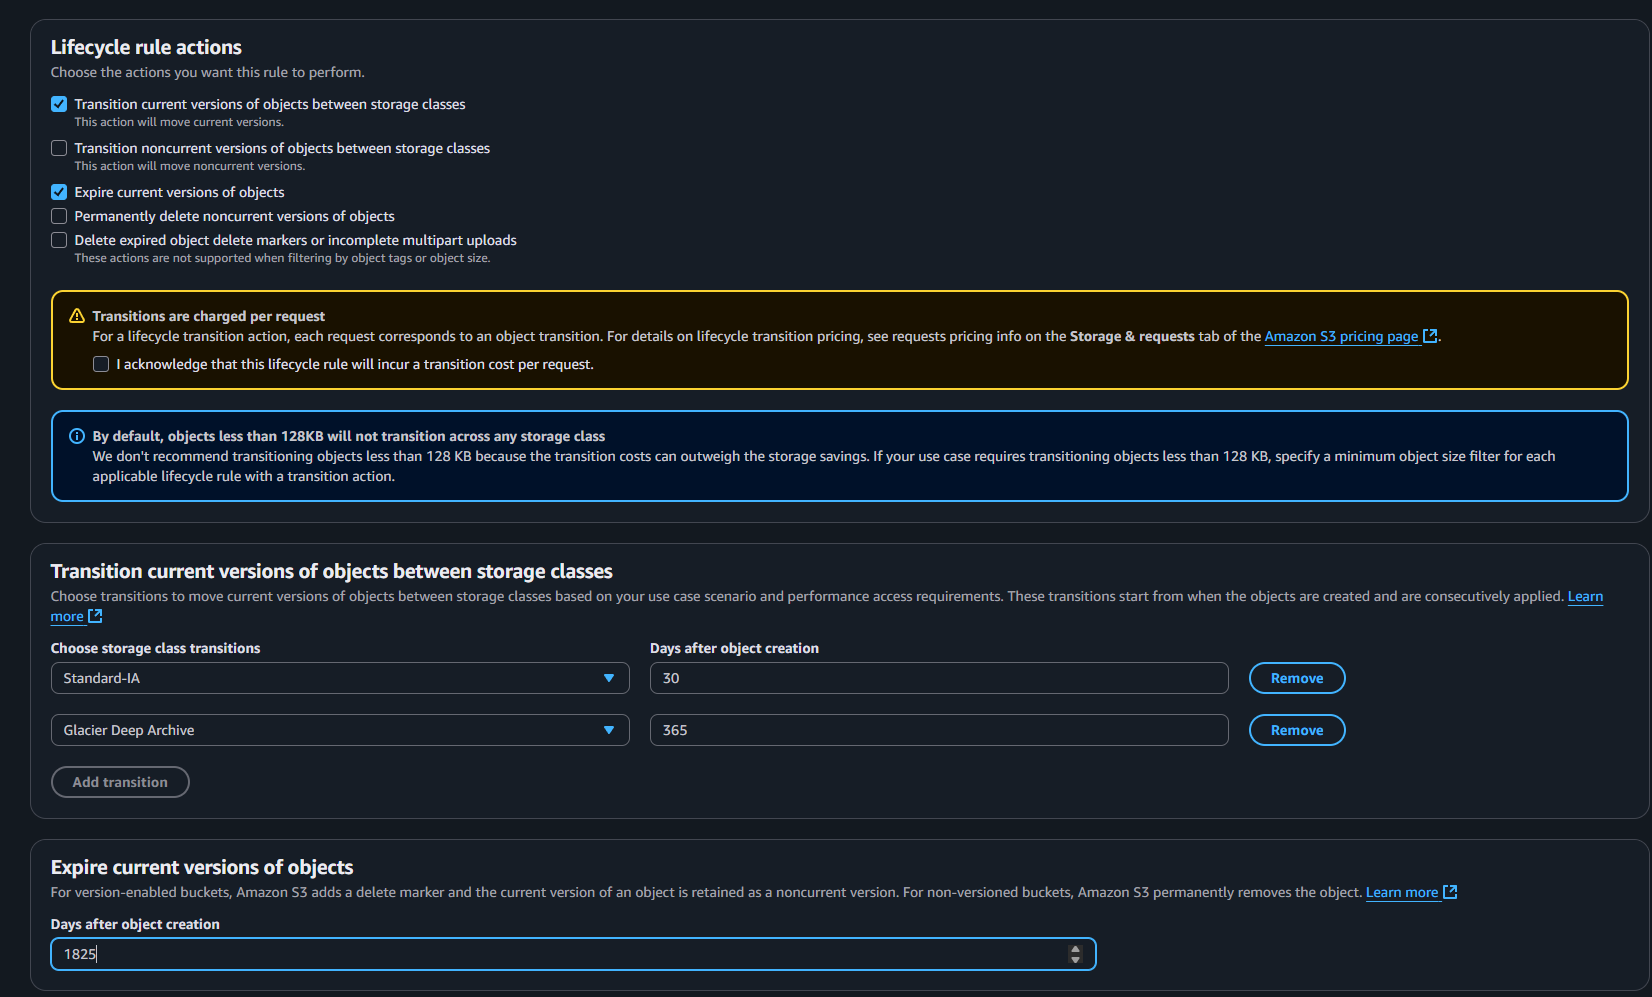 Lifecycle rule actions
Choose the actions you want this rule to perform.
Transition current versions of objects between storage classes
This action will move current versions.
Transition noncurrent versions of objects between storage classes
This action will move noncurrent versions.
Expire current versions of objects
Permanently delete noncurrent versions of objects
Delete expired object delete markers or incomplete multipart uploads
These actions are not supported when filtering by object tags or object size.
Transitions are charged per request
For a lifecycle transition action, each request corresponds to an object transition. For details on lifecycle transition pricing, see requests pricing info on the Storage & requests tab of the Amazon S3 pricing page.
I acknowledge that this lifecycle rule will incur a transition cost per request.
By default, objects less than 128KB will not transition across any storage class
We don't recommend transitioning objects less than 128 KB because the transition costs can outweigh the storage savings. If your use case requires transitioning objects less than 128 KB, specify a minimum object size filter for each
applicable lifecycle rule with a transition action.
Transition current versions of objects between storage classes
Choose transitions to move current versions of objects between storage classes based on your use case scenario and performance access requirements. These transitions start from when the objects are created and are consecutively applied. Learn
more
Choose storage class transitions Days after object creation
Standard-IA 30 Remove
Glacier Deep Archive 365 Remove
Add transition
Expire current versions of objects
For version-enabled buckets, Amazon S3 adds a delete marker and the current version of an object is retained as a noncurrent version. For non-versioned buckets, Amazon S3 permanently removes the object. Learn more
Days after object creation
1825